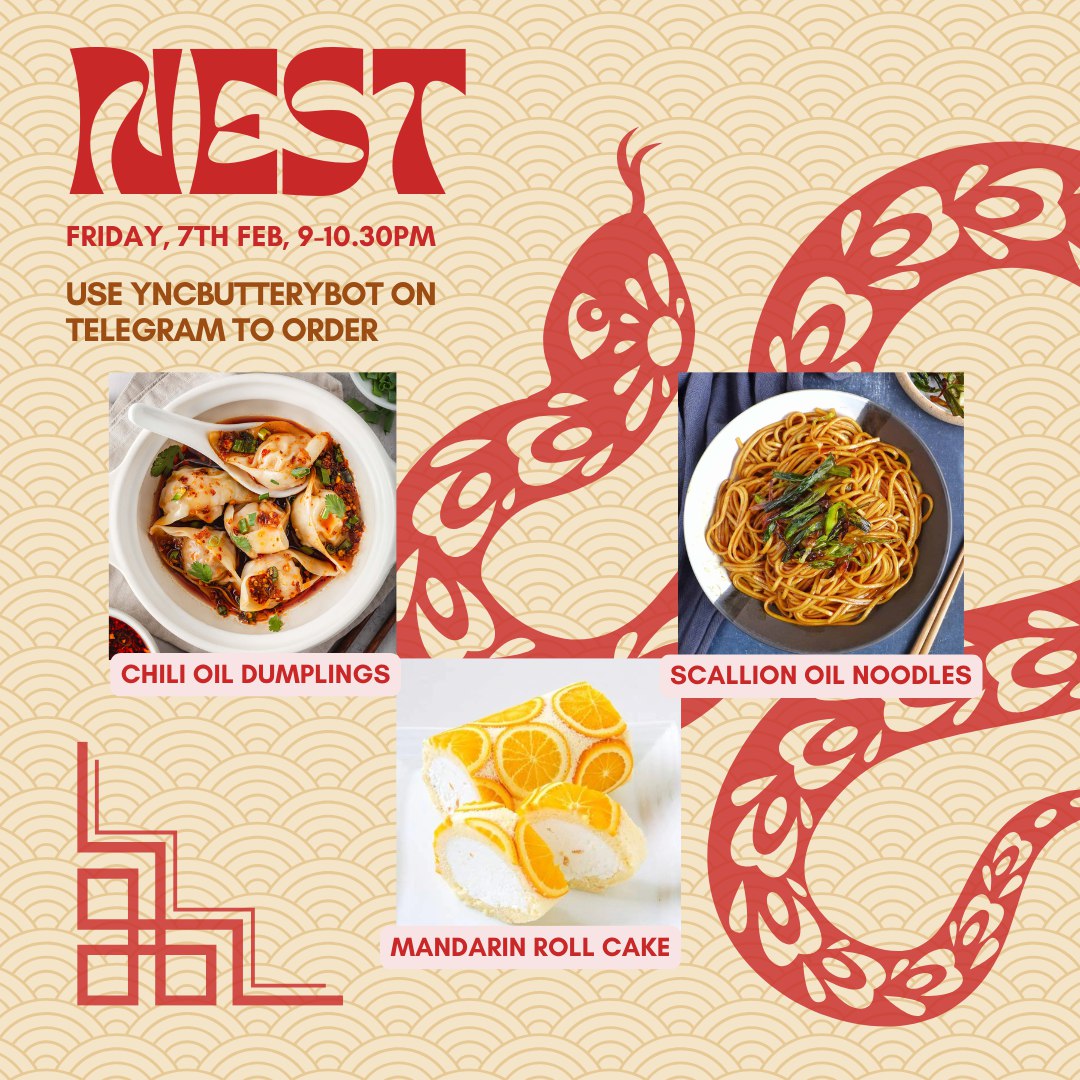 NEST
FRIDAY, 7TH FEB, 9-10.30PM
USE YNCBUTTERYBOT ON
TELEGRAM TO ORDER
CHILI OIL DUMPLINGS
SCALLION OIL NOODLES
MANDARIN ROLL CAKE